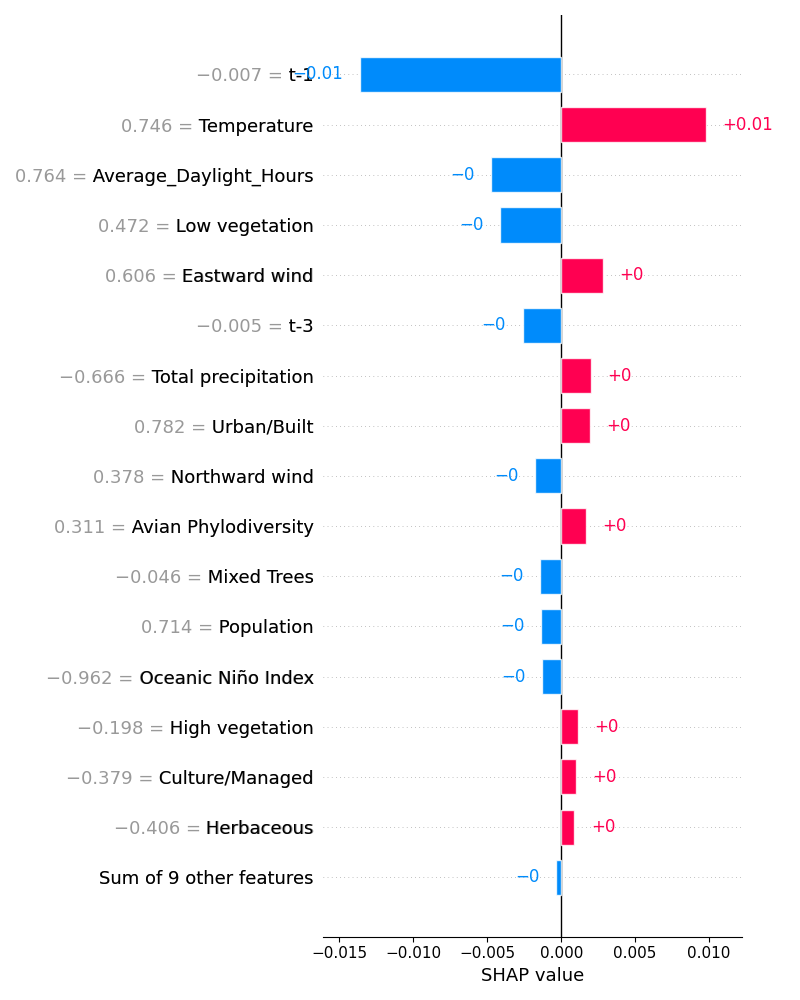 −0.007 = t-1 −0.01
0.746 = Temperature +0.01
0.764 = Average_Daylight_Hours −0
0.472 = Low vegetation −0
0.606 = Eastward wind +0
−0.005 = t-3 −0
−0.666 = Total precipitation +0
0.782 = Urban/Built +0
0.378 = Northward wind −0
0.311 = Avian Phylodiversity +0
−0.046 = Mixed Trees −0
0.714 = Population −0
−0.962 = Oceanic Niño Index −0
−0.198 = High vegetation +0
−0.379 = Culture/Managed +0
−0.406 = Herbaceous +0
Sum of 9 other features −0
−0.015 −0.010 −0.005 0.000 0.005 0.010
SHAP value